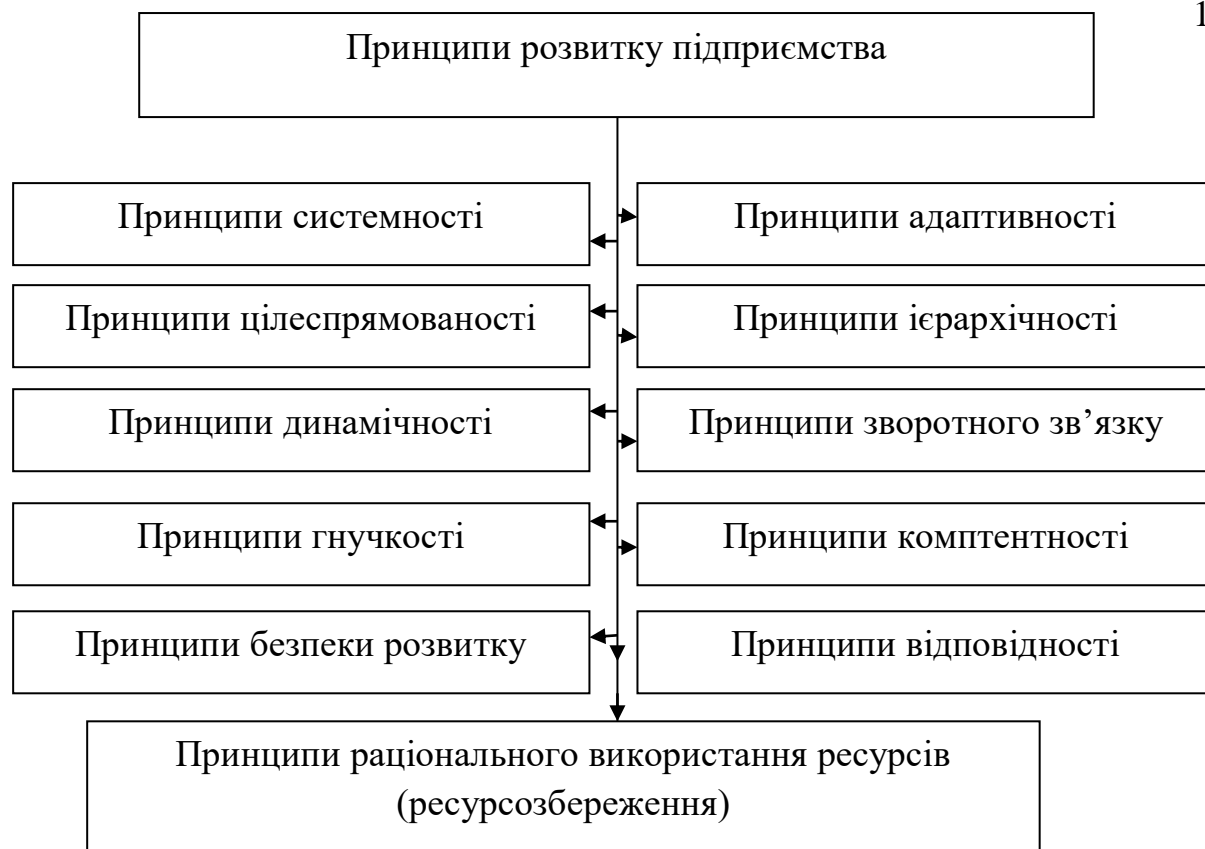 1
Принципи розвитку підприємства
Принципи системності
Принципи адаптивності
Принципи цілеспрямованості
Принципи ієрархічності
Принципи динамічності
Принципи зворотного зв’язку
Принципи гнучкості
Принципи комптентності
Принципи безпеки розвитку
Принципи відповідності
Принципи раціонального використання ресурсів
(ресурсозбереження)